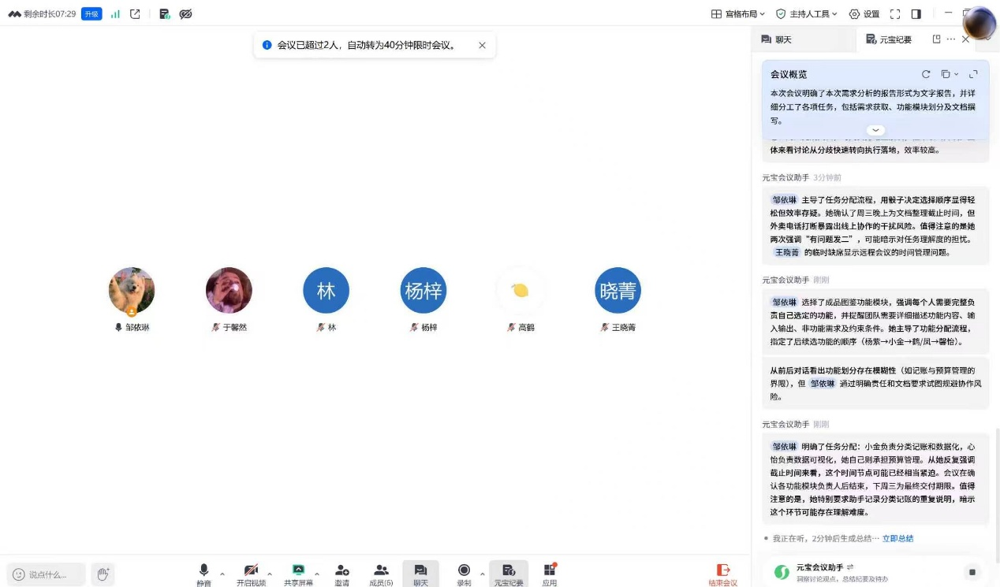 剩余时长07:29 升级
宫格布局 主持人工具 设置
会议已超过2人，自动转为40分钟限时会议。
聊天
元宝纪要
会议概览
本次会议明确了本次需求分析的报告形式为文字报告，并详
细分工了各项任务，包括需求获取、功能模块划分及文档撰
写。
体来看讨论从分歧快速转向执行落地，效率较高。
元宝会议助手 3分钟前
邹依琳 主导了任务分配流程，用骰子决定选择顺序显得轻
松但效率存疑。她确认了周三晚上为文档整理截止时间，但
外卖电话打断暴露出线上协作的干扰风险。值得注意的是她
两次强调“有问题发二”，可能暗示对任务理解度的担忧。
王晓菁 的临时缺席显示远程会议的时间管理问题。
元宝会议助手 刚刚
邹依琳 选择了成品图鉴功能模块，强调每个人需要完整负
责自己选定的功能，并提醒团队需要详细描述功能内容、输
入输出、非功能需求及约束条件。她主导了功能分配流程，
指定了后续选功能的顺序（杨紫→小金→鹤/凤→馨怡）。
从前后对话看出功能划分存在模糊性（如记账与预算管理的
界限），但 邹依琳 通过明确责任和文档要求试图规避协作风
险。
元宝会议助手 刚刚
邹依琳 明确了任务分配：小金负责分类记账和数据化，心
怡负责数据可视化，她自己则承担预算管理。从她反复强调
截止时间来看，这个时间节点可能已经相当紧迫。会议在确
认各功能模块负责人后结束，下周三为最终交付期限。值得
注意的是，她特别要求助手记录分类记账的重复说明，暗示
这个环节可能存在理解难度。
我正在听，2分钟后生成总结… 立即总结
元宝会议助手
洞察讨论观点，总结纪要及待办
林
杨梓
晓菁
邹依琳
于馨然
林
杨梓
高鹤
王晓菁
说点什么...
静音
开启视频
共享屏幕
邀请
成员(6)
聊天
录制
元宝纪要
应用
结束会议